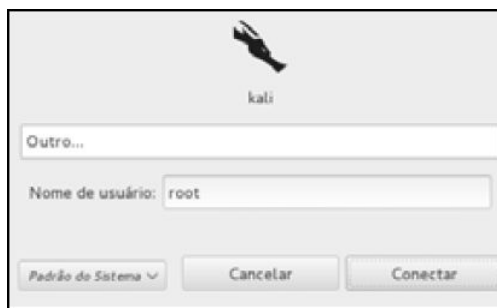 kali
Outro...
Nome de usuário: root
Padrão do Sistema Cancelar Conectar